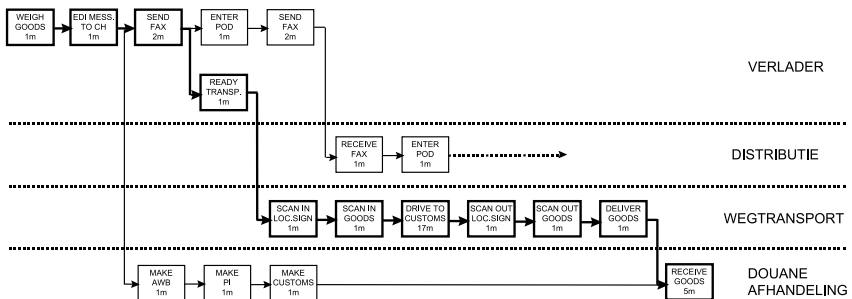 WEIGH
GOODS
1m
EDI MESS.
TO CH
1m
SEND
FAX
2m
ENTER
POD
1m
SEND
FAX
2m
READY
TRANSP.
1m
VERLADER
RECEIVE
FAX
1m
ENTER
POD
1m
DISTRIBUTIE
SCAN IN
LOC.SIGN
1m
SCAN IN
GOODS
1m
DRIVE TO
CUSTOMS
17m
SCAN OUT
LOC.SIGN
1m
SCAN OUT
GOODS
1m
DELIVER
GOODS
1m
WEGTRANSPORT
MAKE
AWB
1m
MAKE
PI
1m
MAKE
CUSTOMS
1m
RECEIVE
GOODS
5m
DOUANE
AFHANDELING